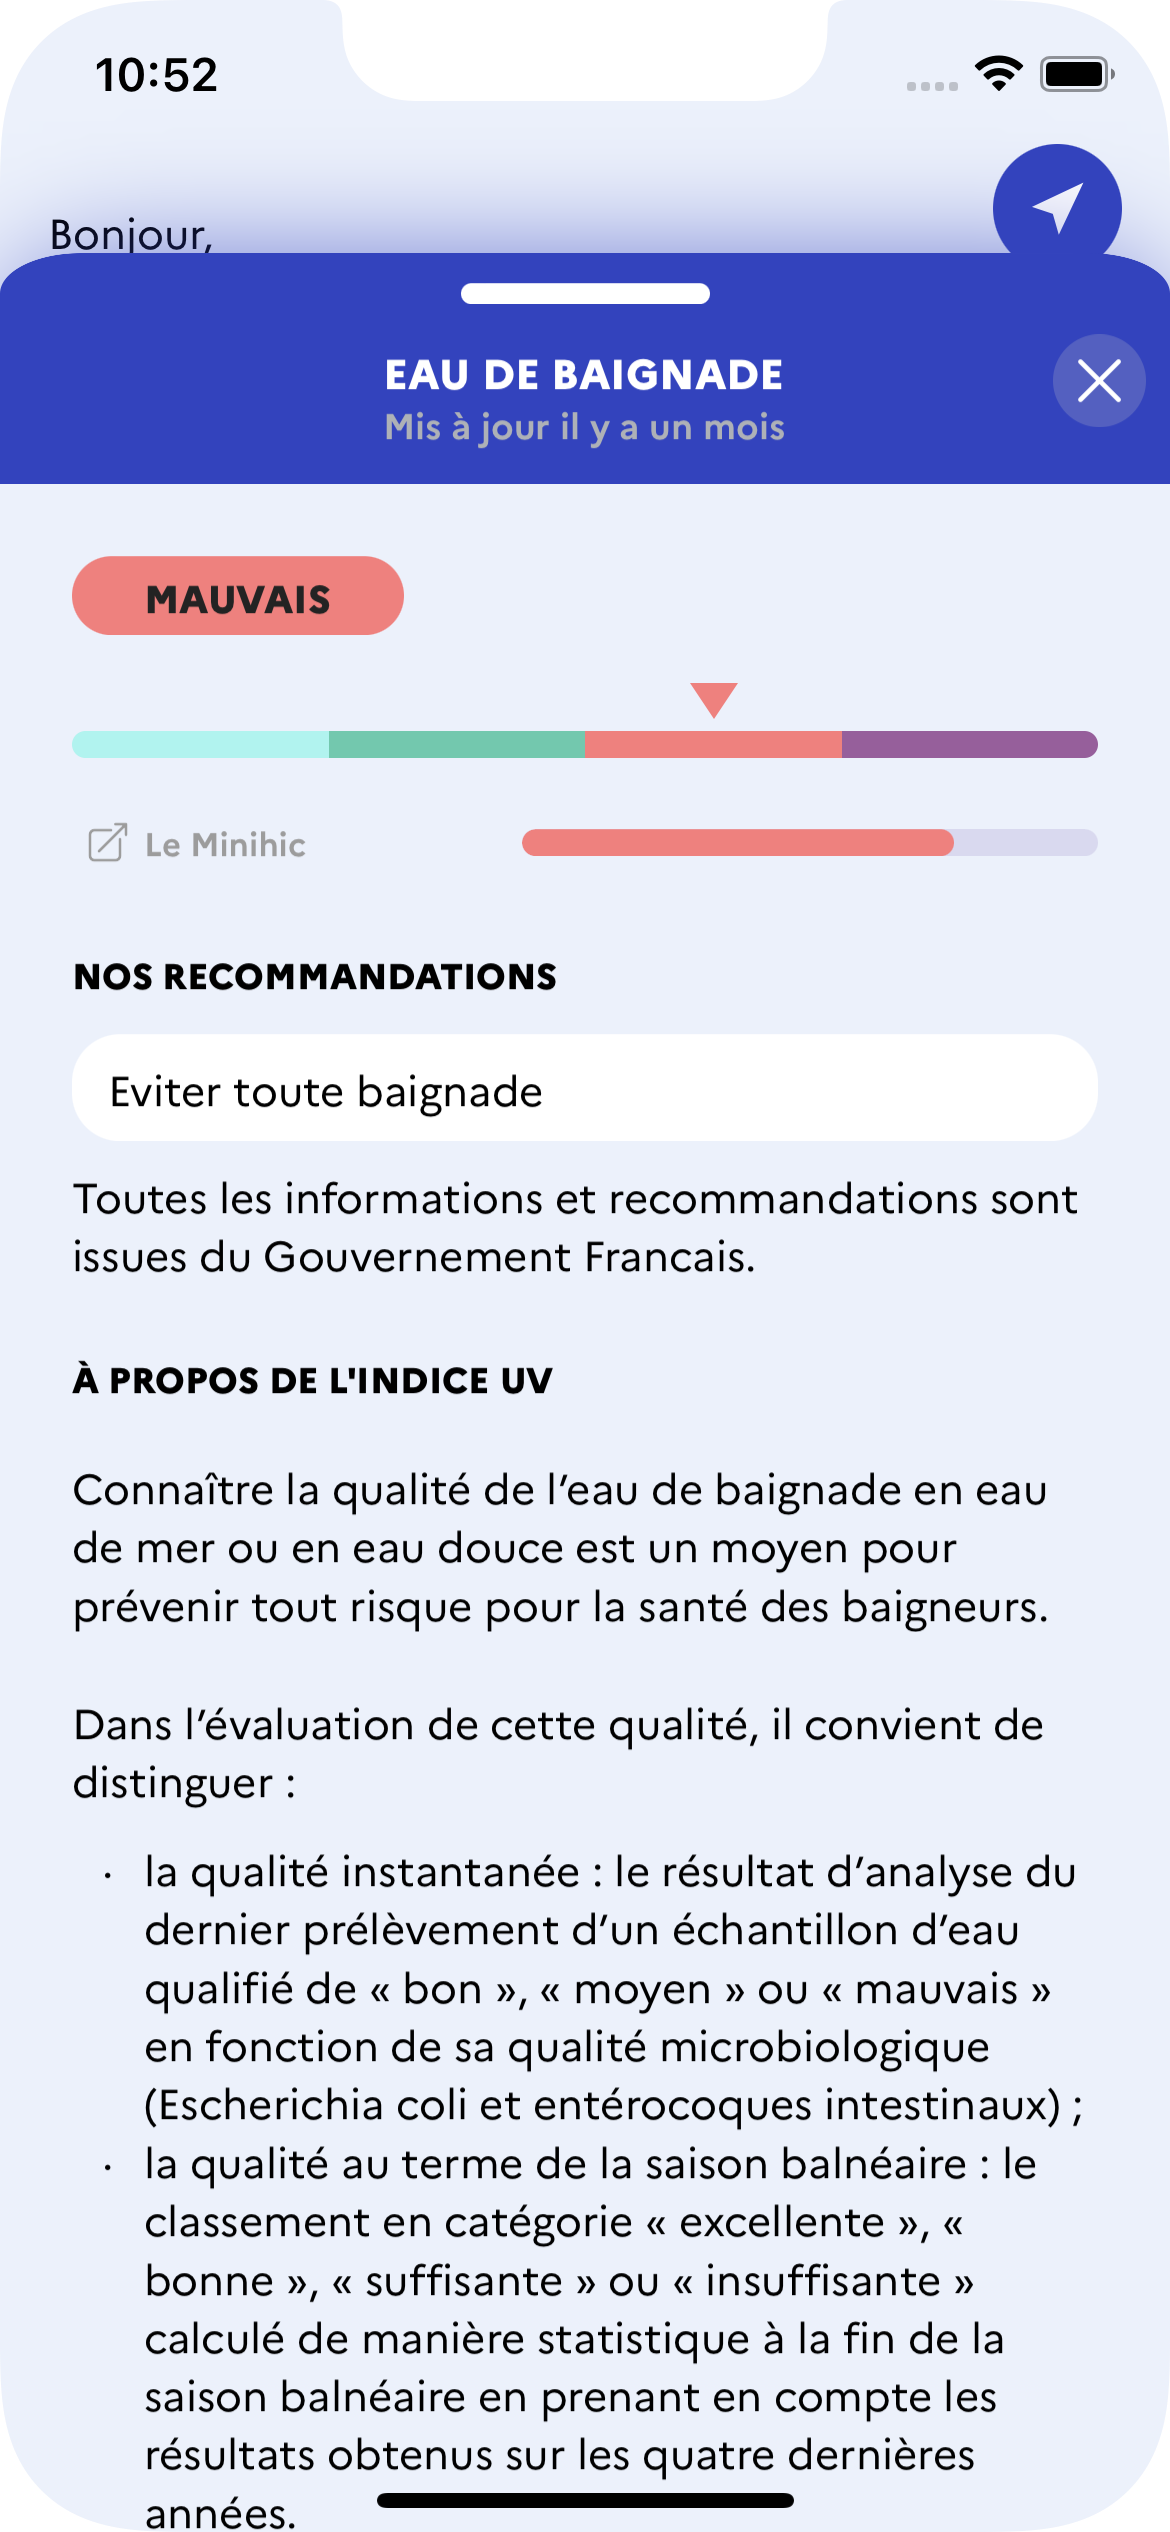 10:52
Bonjour,
EAU DE BAIGNADE
Mis à jour il y a un mois
MAUVAIS
Le Minihic
NOS RECOMMANDATIONS
Eviter toute baignade
Toutes les informations et recommandations sont
issues du Gouvernement Francais.
À PROPOS DE L'INDICE UV
Connaître la qualité de l’eau de baignade en eau
de mer ou en eau douce est un moyen pour
prévenir tout risque pour la santé des baigneurs.
Dans l’évaluation de cette qualité, il convient de
distinguer :
· la qualité instantanée : le résultat d’analyse du
dernier prélèvement d’un échantillon d’eau
qualifié de « bon », « moyen » ou « mauvais »
en fonction de sa qualité microbiologique
(Escherichia coli et entérocoques intestinaux) ;
· la qualité au terme de la saison balnéaire : le
classement en catégorie « excellente », «
bonne », « suffisante » ou « insuffisante »
calculé de manière statistique à la fin de la
saison balnéaire en prenant en compte les
résultats obtenus sur les quatre dernières
années.